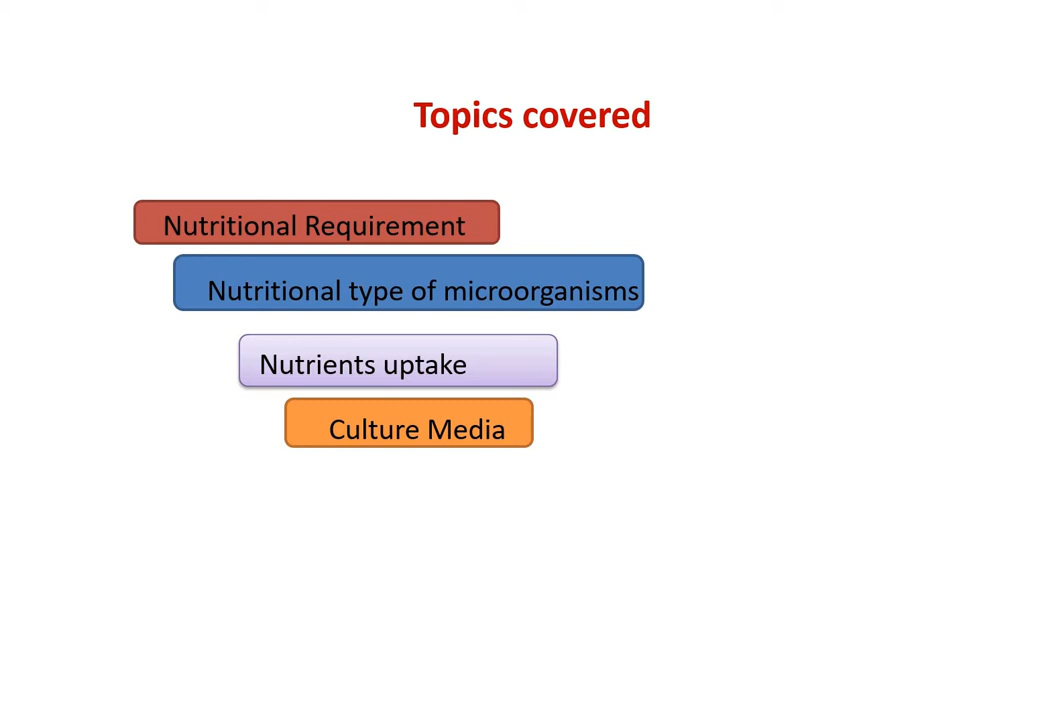 Topics covered
Nutritional Requirement
Nutritional type of microorganisms
Nutrients uptake
Culture Media